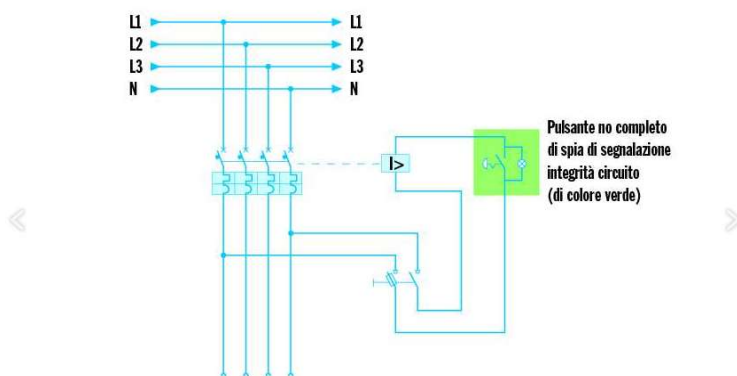 L1 L1
L2 L2
L3 L3
N N
I>
Pulsante no completo
di spia di segnalazione
integrità circuito
(di colore verde)